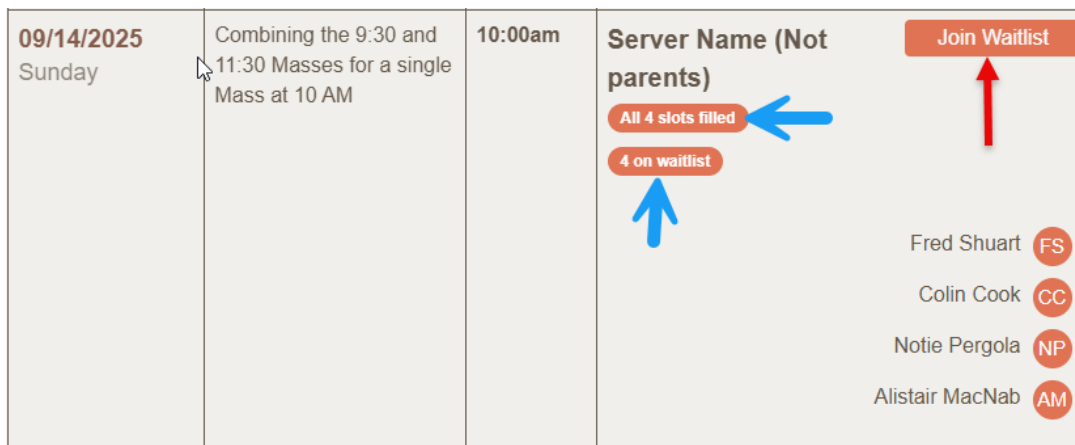 09/14/2025
Sunday
Combining the 9:30 and
11:30 Masses for a single
Mass at 10 AM
10:00am
Server Name (Not
parents)
All 4 slots filled
4 on waitlist
Join Waitlist
Fred Shuart FS
Colin Cook CC
Notie Pergola NP
Alistair MacNab AM